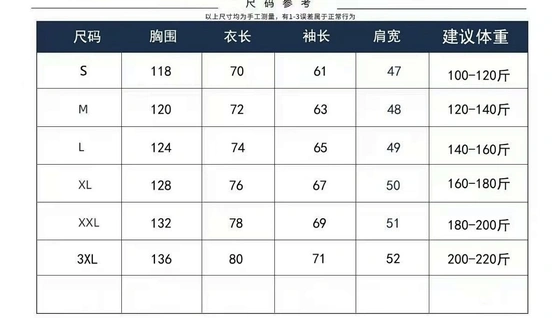 尺码参考
以上尺寸均为手工测量，有1-3误差属于正常行为
尺码 胸围 衣长 袖长 肩宽 建议体重
S 118 70 61 47 100-120斤
M 120 72 63 48 120-140斤
L 124 74 65 49 140-160斤
XL 128 76 67 50 160-180斤
XXL 132 78 69 51 180-200斤
3XL 136 80 71 52 200-220斤